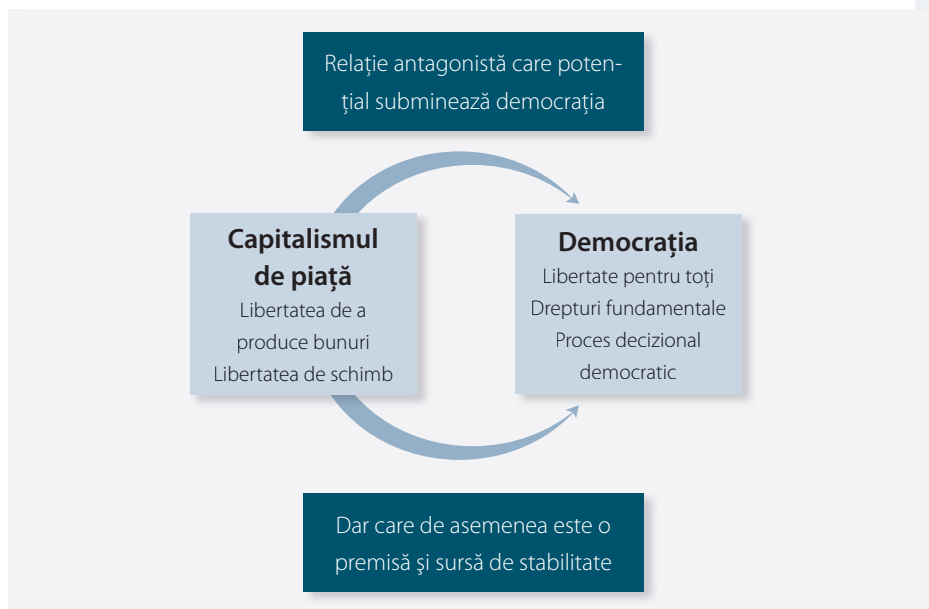 Relație antagonistă care poten-
țial subminează democrația
Capitalismul
de piață
Libertatea de a
produce bunuri
Libertatea de schimb
Democrația
Libertate pentru toți
Drepturi fundamentale
Proces decizional
democratic
Dar care de asemenea este o
premisă și sursă de stabilitate